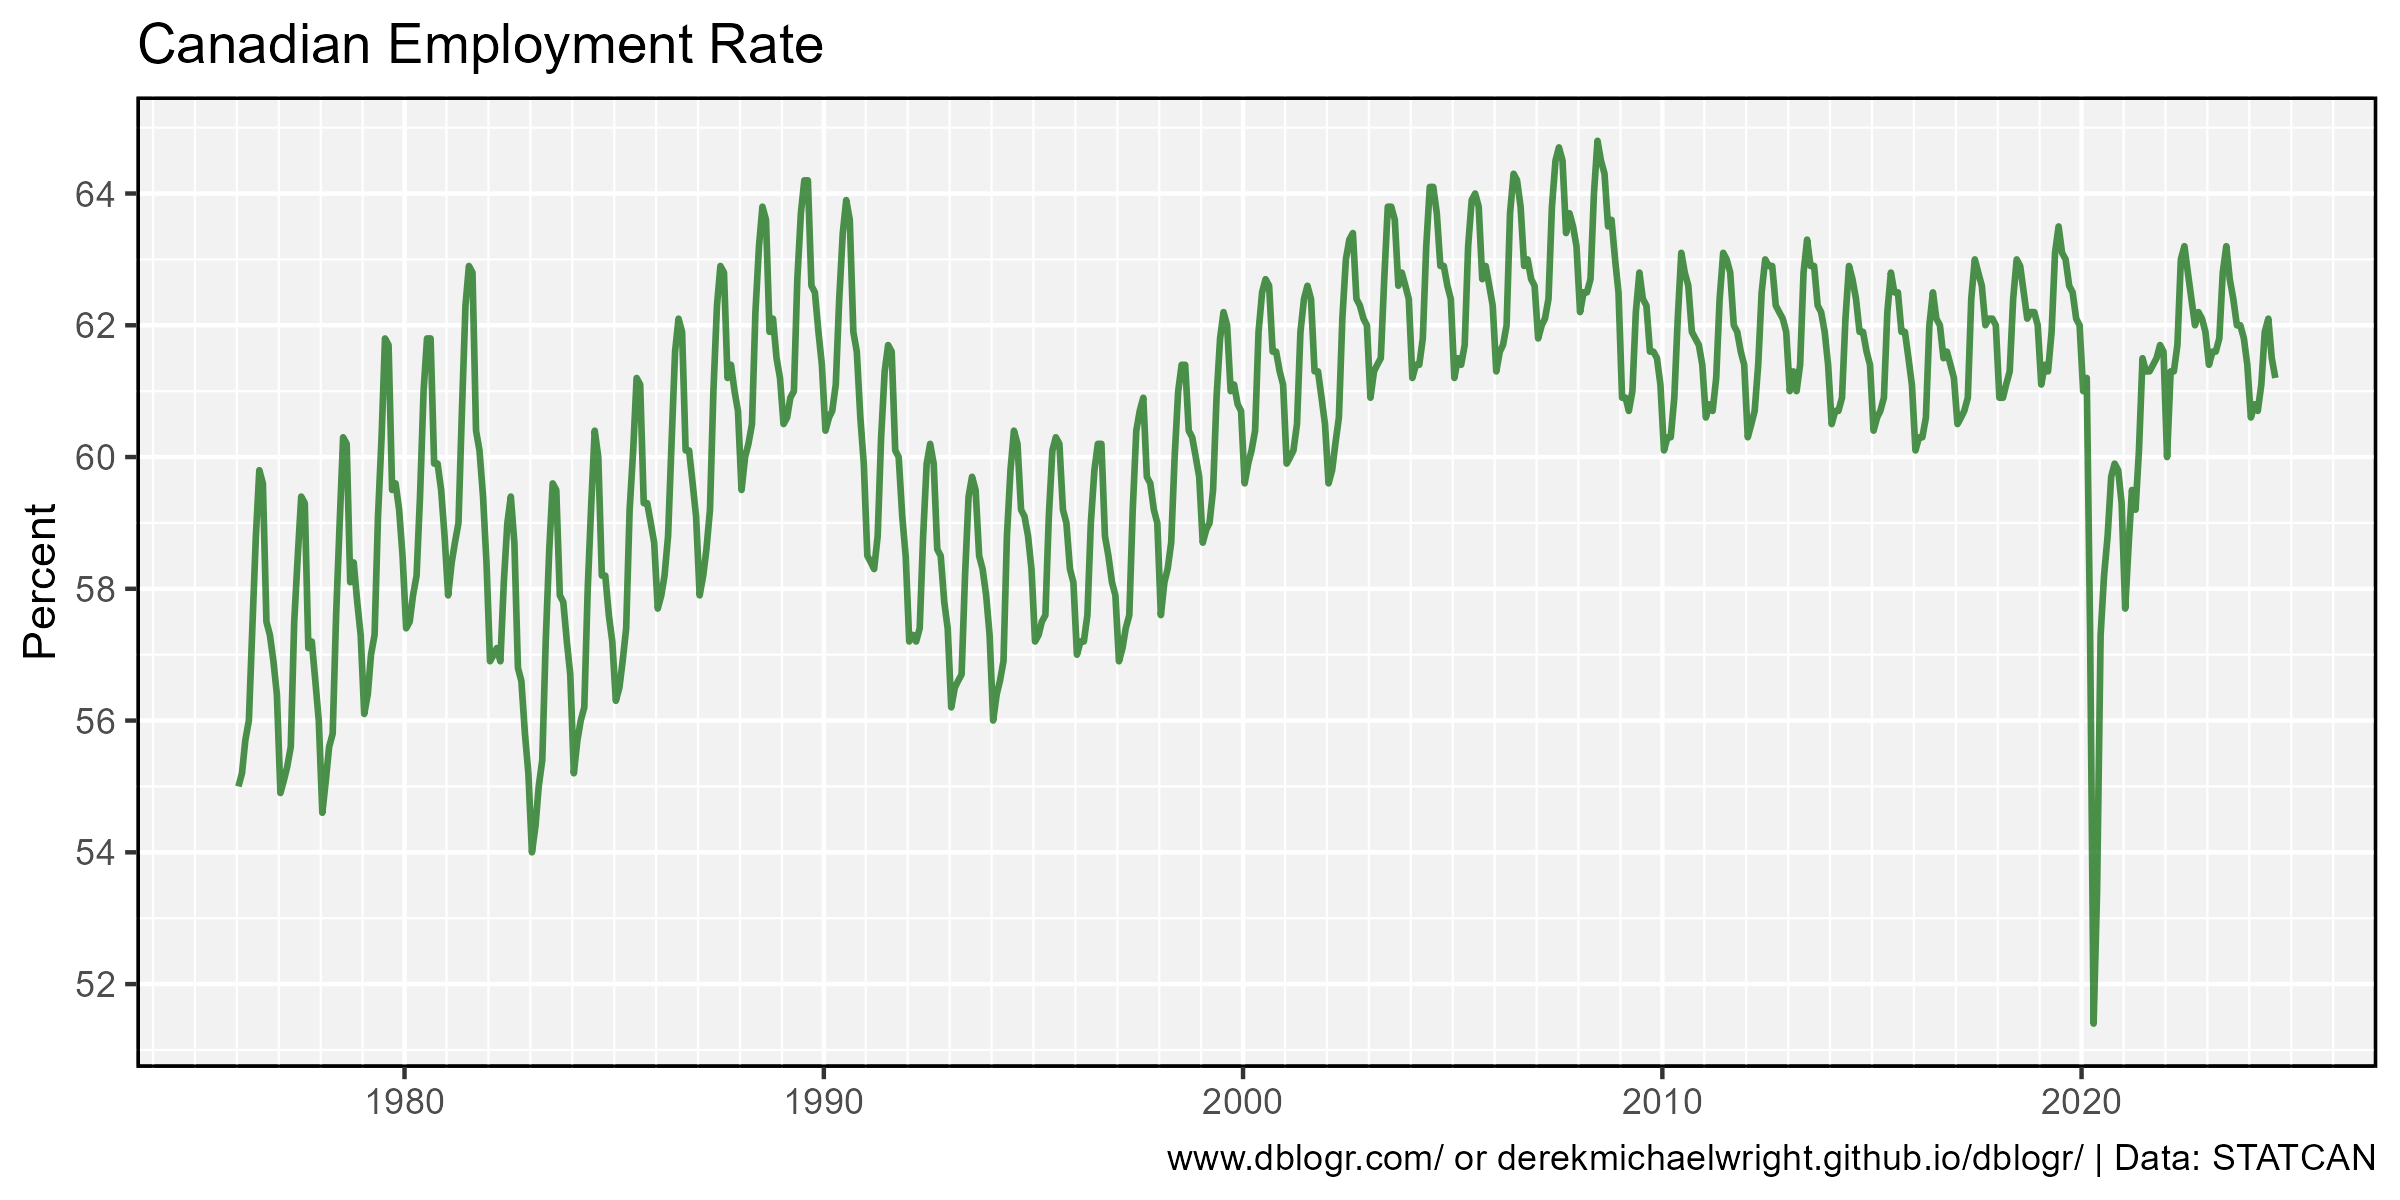 Canadian Employment Rate
Percent
64
62
60
58
56
54
52
1980 1990 2000 2010 2020
www.dblogr.com/ or derekmichaelwright.github.io/dblogr/ | Data: STATCAN